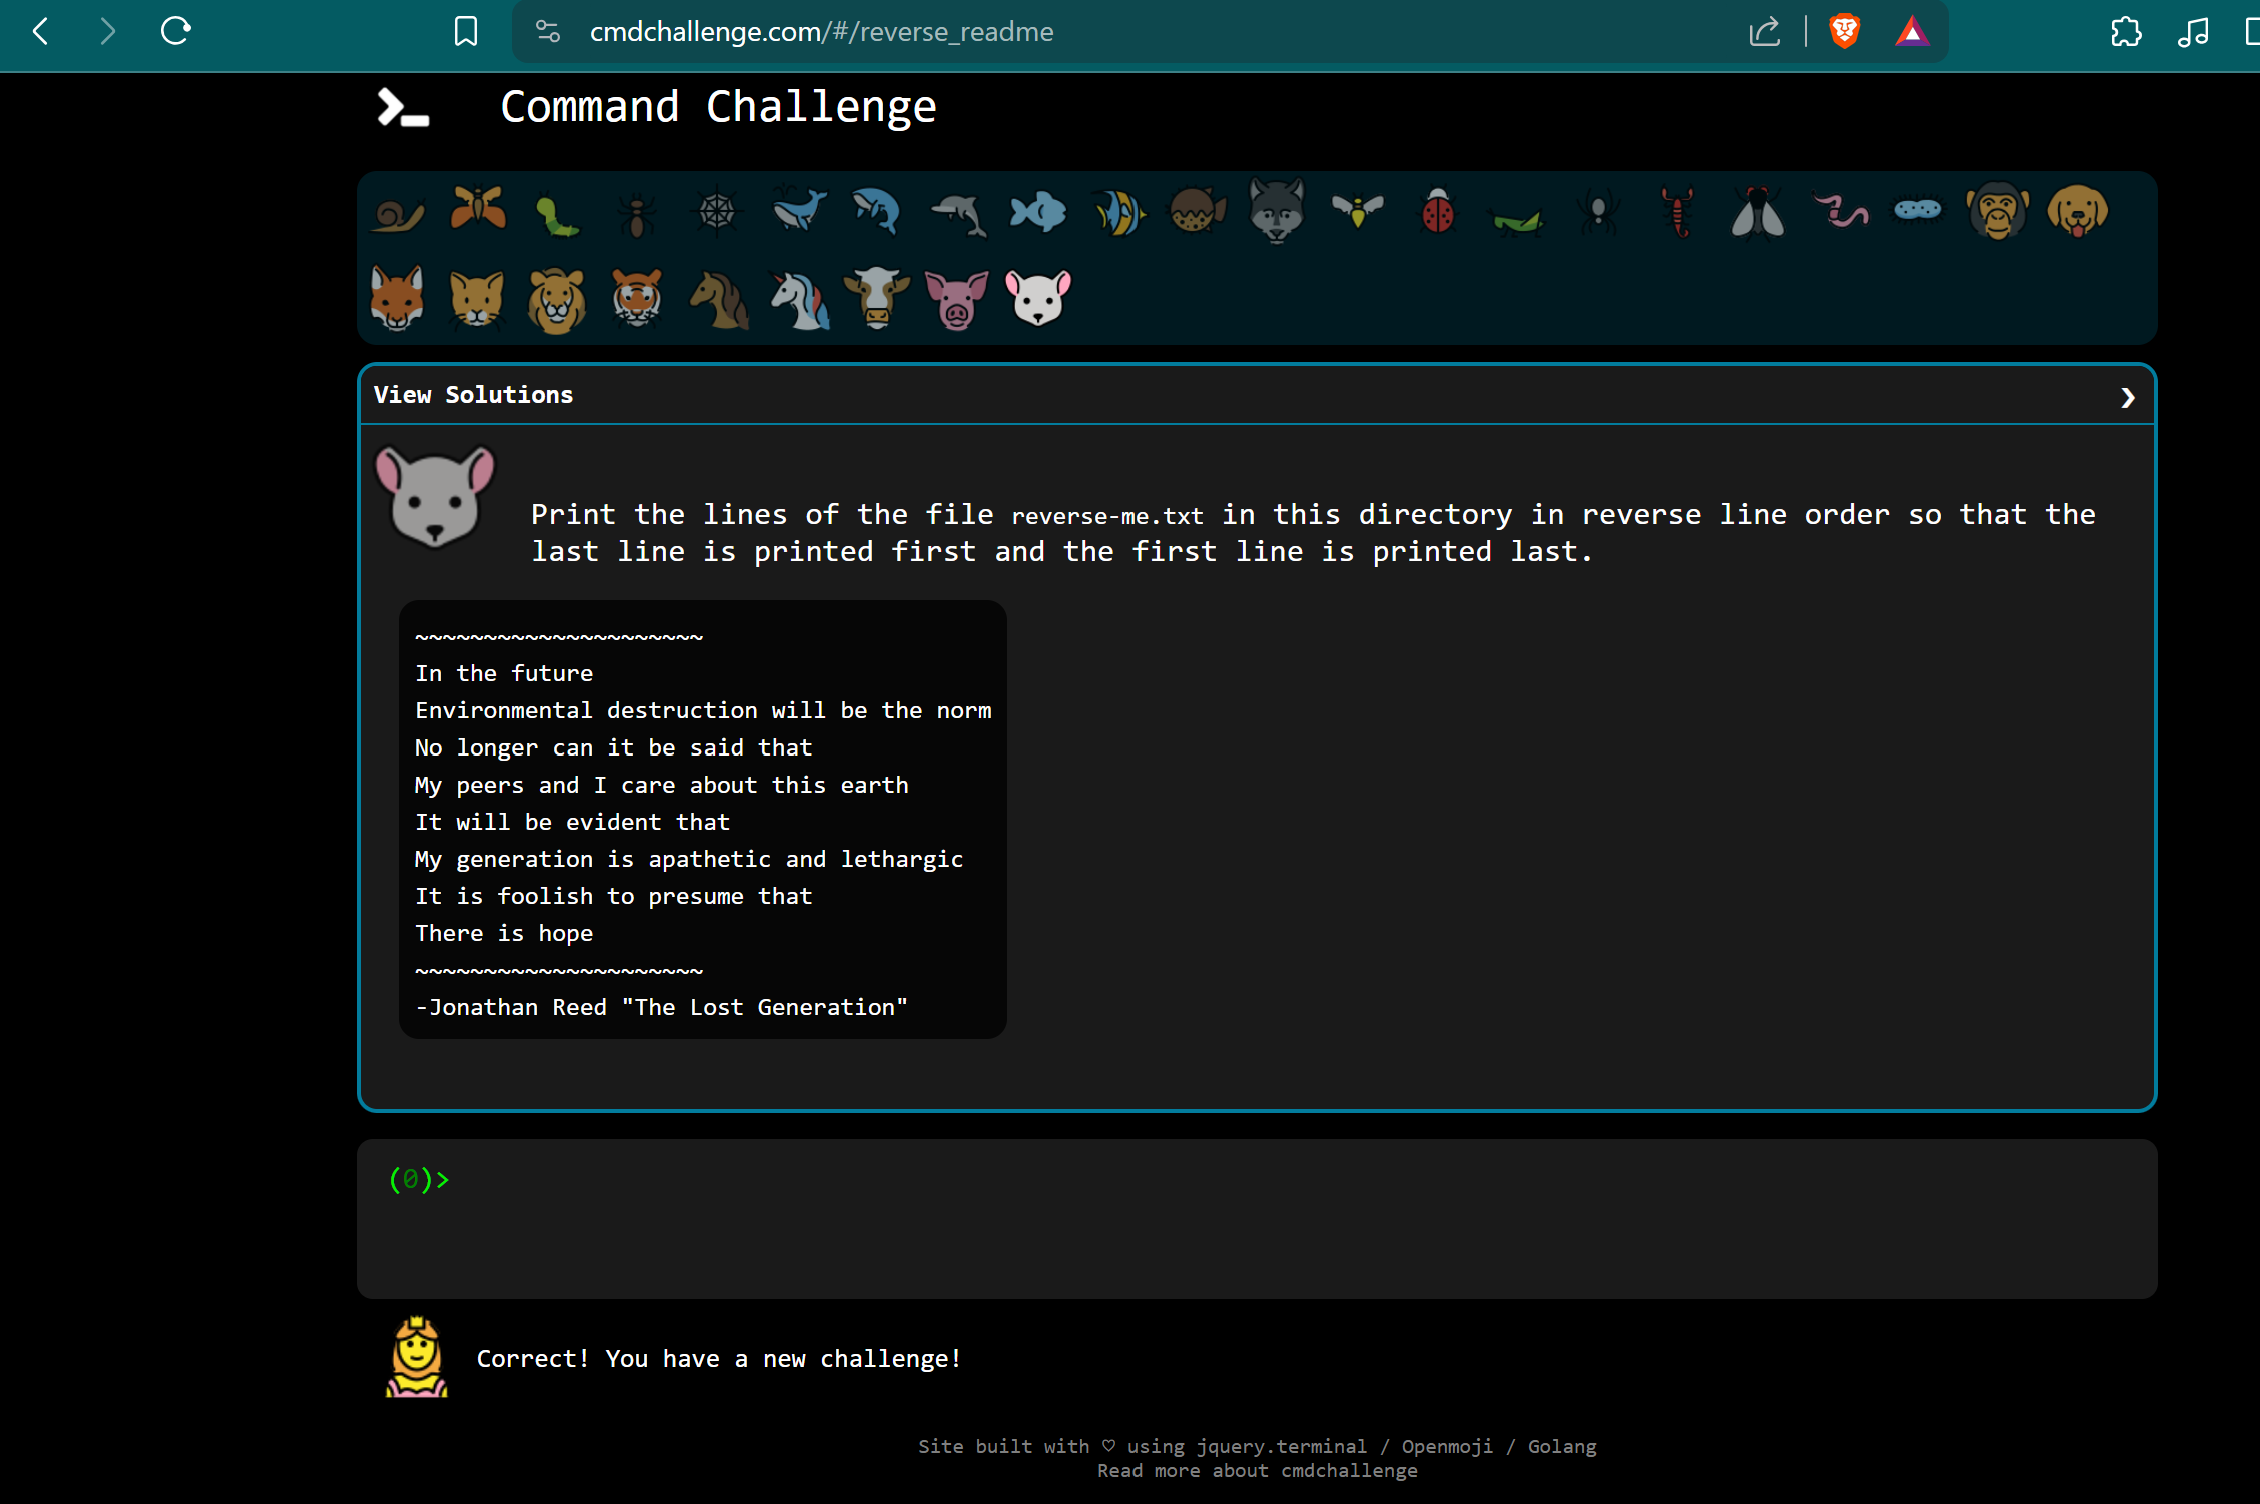 cmdchallenge.com/#/reverse_readme
Command Challenge
View Solutions
Print the lines of the file reverse-me.txt in this directory in reverse line order so that the
last line is printed first and the first line is printed last.
~~~~~~~~~~~~~~~~~~~~~
In the future
Environmental destruction will be the norm
No longer can it be said that
My peers and I care about this earth
It will be evident that
My generation is apathetic and lethargic
It is foolish to presume that
There is hope
~~~~~~~~~~~~~~~~~~~~~
-Jonathan Reed "The Lost Generation"
(0)>
Correct! You have a new challenge!
Site built with ♡ using jquery.terminal / Openmoji / Golang
Read more about cmdchallenge